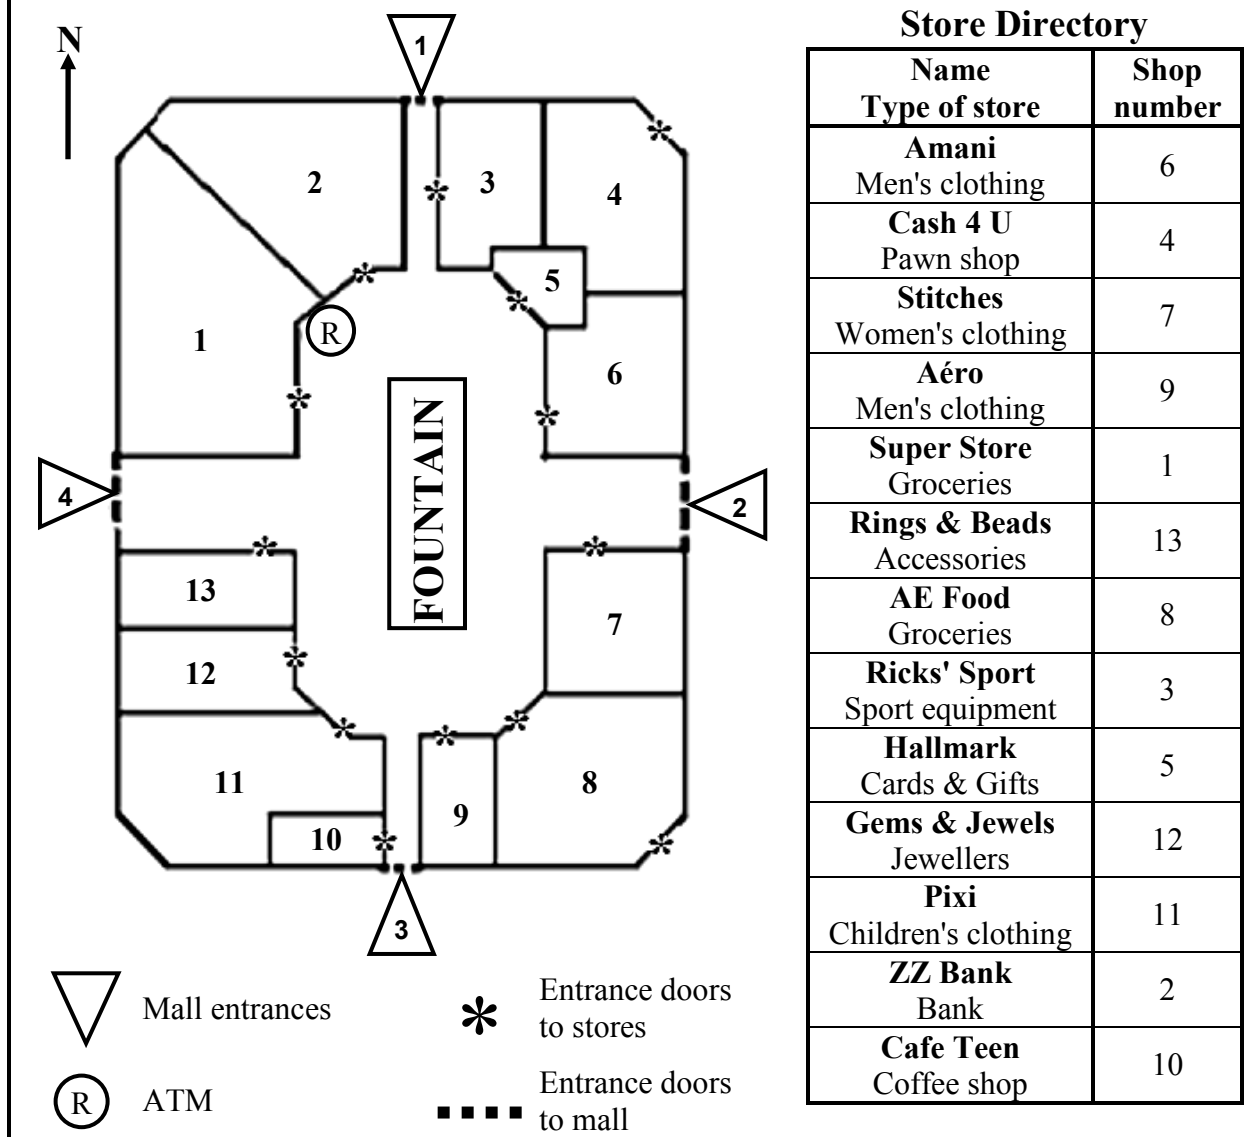 N
1
2
3
4
5
1
R
6
FOUNTAIN
4
2
13
7
12
11
8
9
10
3
Mall entrances
Entrance doors
to stores
R
ATM
Entrance doors
to mall
Store Directory
Name
Type of store
Shop
number
Amani
Men's clothing
6
Cash 4 U
Pawn shop
4
Stitches
Women's clothing
7
Aéro
Men's clothing
9
Super Store
Groceries
1
Rings & Beads
Accessories
13
AE Food
Groceries
8
Ricks' Sport
Sport equipment
3
Hallmark
Cards & Gifts
5
Gems & Jewels
Jewellers
12
Pixi
Children's clothing
11
ZZ Bank
Bank
2
Cafe Teen
Coffee shop
10